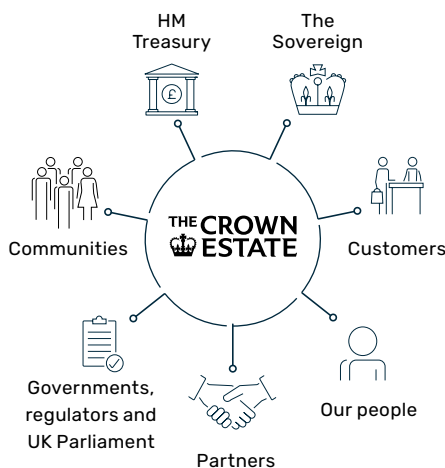 HM
Treasury
The
Sovereign
£
THE CROWN
ESTATE
Communities
Customers
Governments,
regulators and
UK Parliament
Our people
Partners